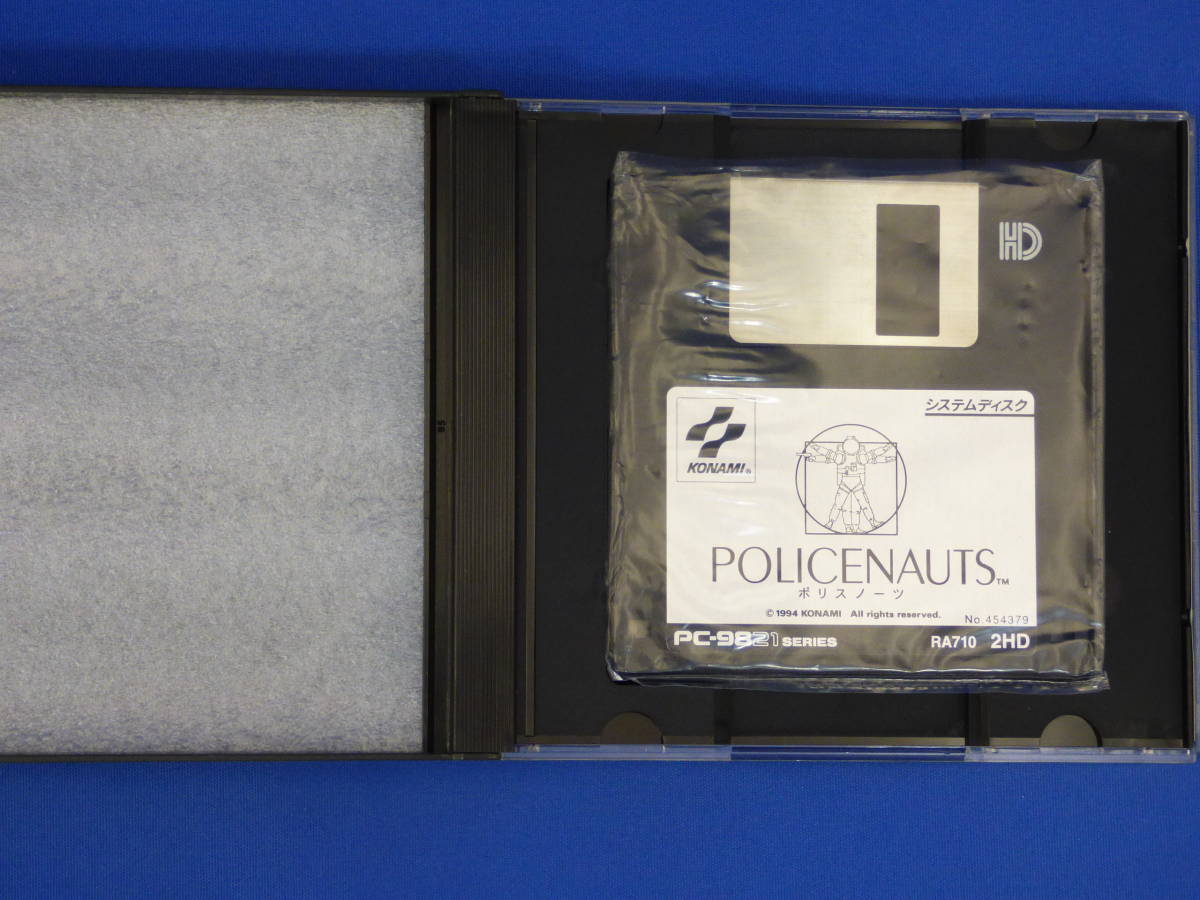 HD
85
システムディスク
KONAMI®
POLICENAUTS™
ポリスノーツ
© 1994 KONAMI All rights reserved.
No.454379
PC-9821 SERIES
RA710 2HD